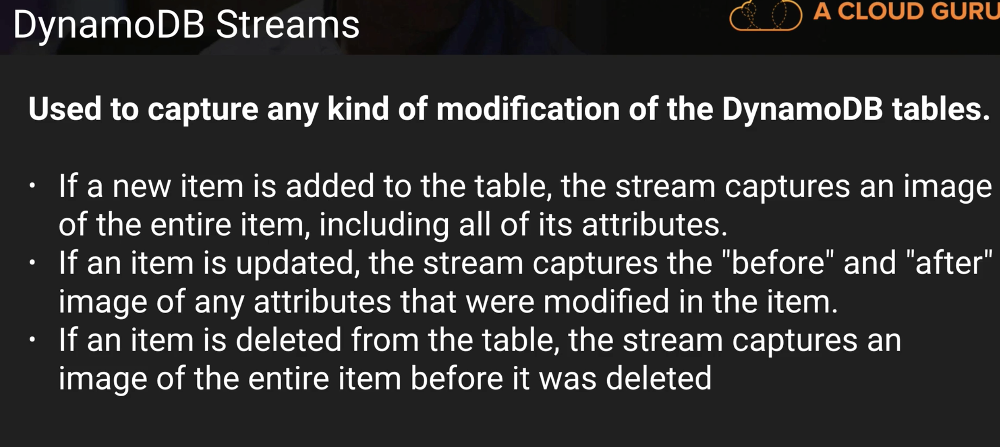 DynamoDB Streams
A CLOUD GURU
Used to capture any kind of modification of the DynamoDB tables.
· If a new item is added to the table, the stream captures an image
of the entire item, including all of its attributes.
· If an item is updated, the stream captures the "before" and "after"
image of any attributes that were modified in the item.
· If an item is deleted from the table, the stream captures an
image of the entire item before it was deleted